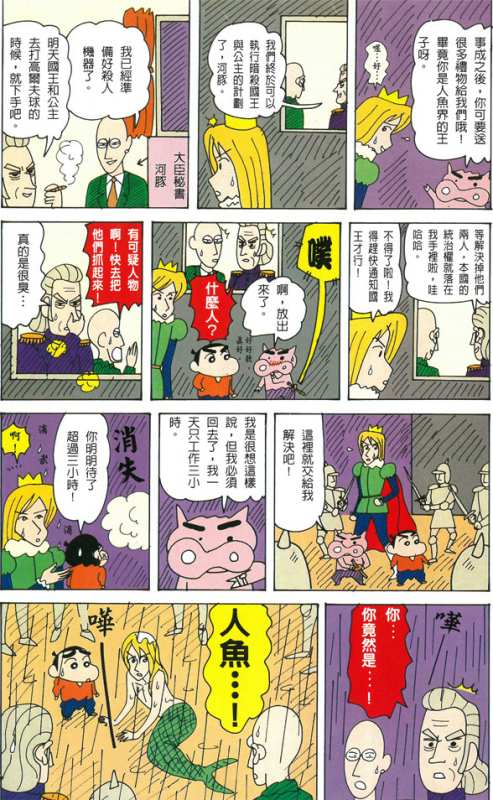 事成之後，你可要送
很多禮物給我們哦！
畢竟你是人魚界的王
子呀。
我們終於可以
執行暗殺國王
與公主的計劃
了，河豚。
我已經準
備好殺人
機器了。
大臣秘書
河豚
明天國王和公主
去打高爾夫球的
時候，就下手吧。
等解決掉他們
兩人，本國的
統治權就落在
我手裡啦，哇
哈哈。
不得了啦！我
得趕快通知國
王才行！
噗
啊，放出
來了。
什麼人？
有可疑人物
啊！快去把
他們抓起來！
真的是很臭…
這裡就交給我
解決吧！
我是很想這樣
說，但我必須
回去了，我一
天只工作三小
時。
消失
你明明待了
超過三小時！
啊！
嘩
你…
你竟然是…！
人魚…！
嘩